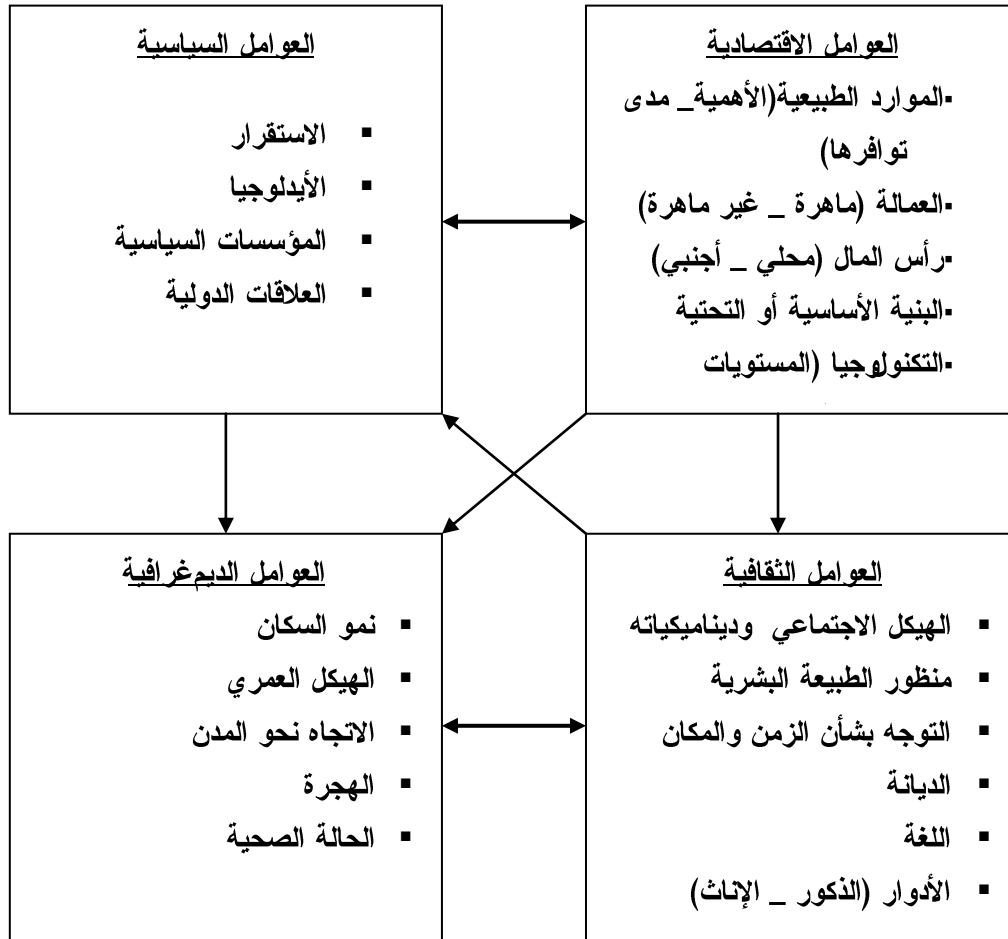 العوامل الاقتصادية
▪الموارد الطبيعية(الأهمية_ مدى
توافرها)
▪العمالة (ماهرة _ غير ماهرة)
▪رأس المال (محلي _ أجنبي)
▪البنية الأساسية أو التحتية
▪التكنولوجيا (المستويات
العوامل السياسية
▪ الاستقرار
▪ الأيدلوجيا
▪ المؤسسات السياسية
▪ العلاقات الدولية
العوامل الثقافية
▪ الهيكل الاجتماعي وديناميكياته
▪ منظور الطبيعة البشرية
▪ التوجه بشأن الزمن والمكان
▪ الديانة
▪ اللغة
▪ الأدوار (الذكور _ الإناث)
العوامل الديمغرافية
▪ نمو السكان
▪ الهيكل العمري
▪ الاتجاه نحو المدن
▪ الهجرة
▪ الحالة الصحية